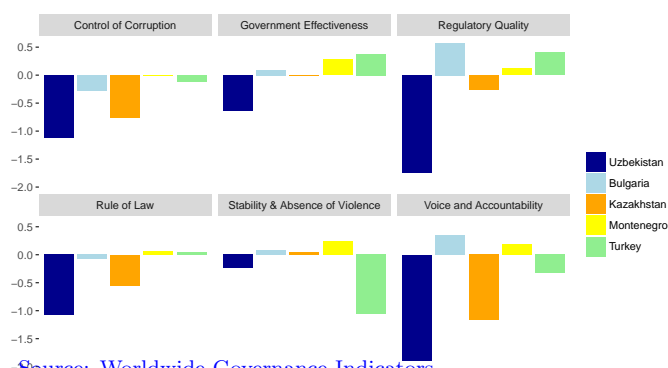 Control of Corruption
Government Effectiveness
Regulatory Quality
0.5
0.0
−0.5
−1.0
−1.5
−2.0
Rule of Law
Stability & Absence of Violence
Voice and Accountability
0.5
0.0
−0.5
−1.0
−1.5
Uzbekistan
Bulgaria
Kazakhstan
Montenegro
Turkey
Source: Worldwide Governance Indicators